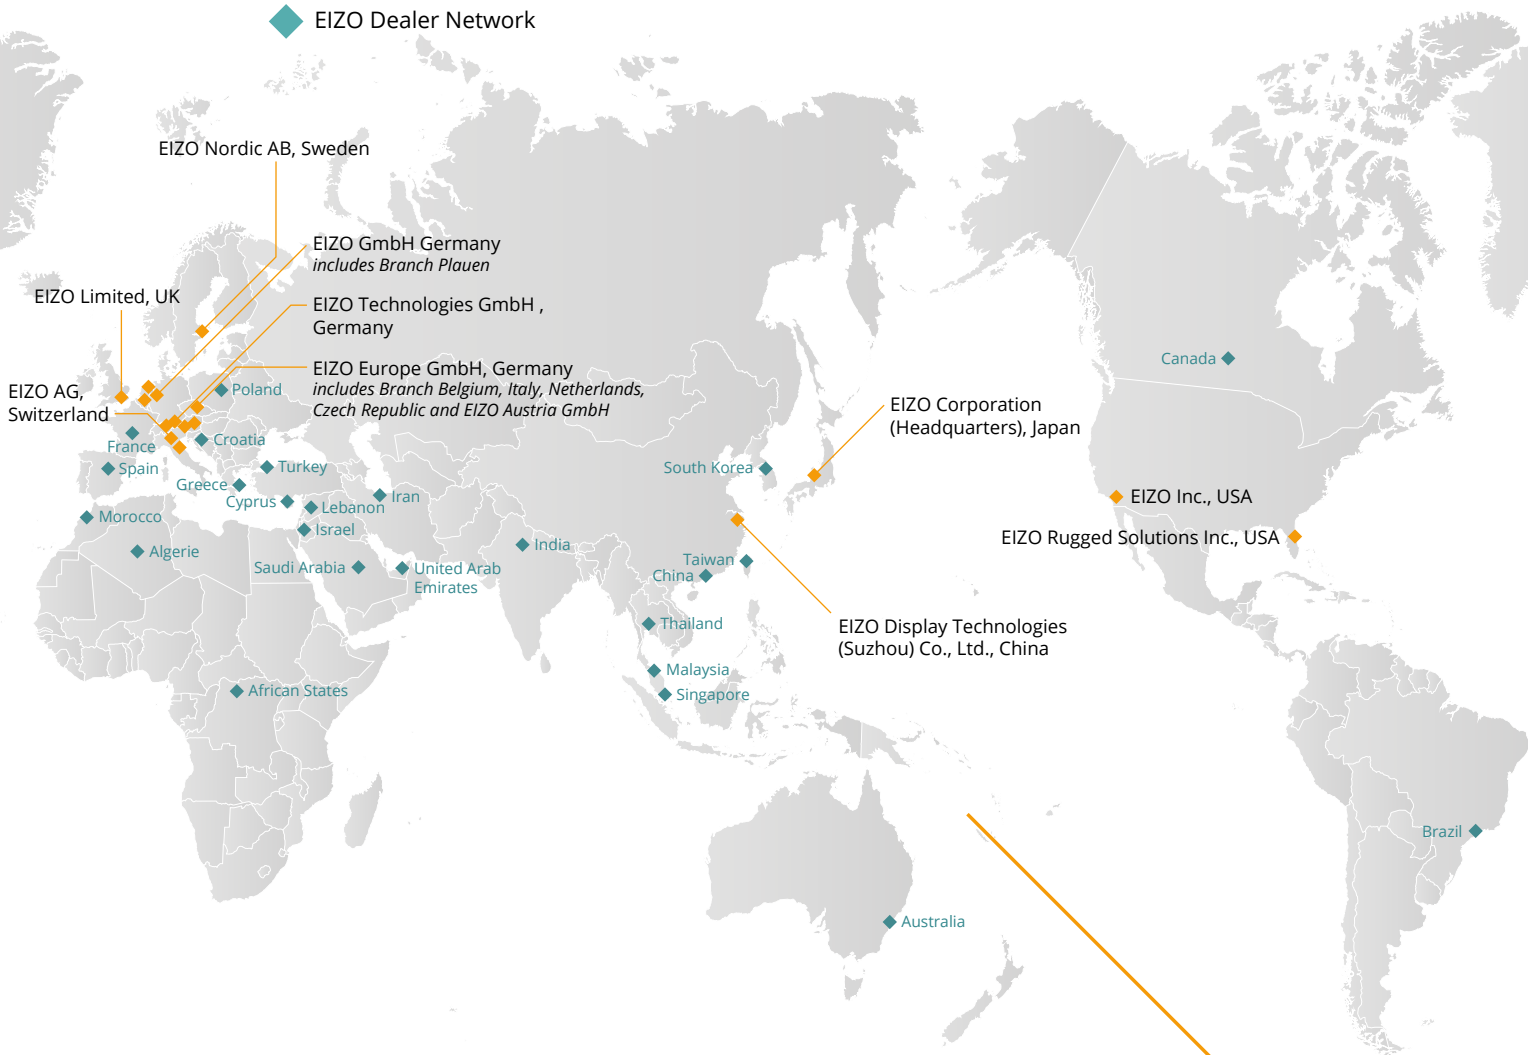 EIZO Dealer Network
EIZO Nordic AB, Sweden
EIZO GmbH Germany
includes Branch Plauen
EIZO Limited, UK
EIZO Technologies GmbH ,
Germany
EIZO Europe GmbH, Germany
includes Branch Belgium, Italy, Netherlands,
Czech Republic and EIZO Austria GmbH
EIZO AG,
Switzerland
Poland
France
Croatia
Spain
Turkey
Greece
Cyprus
Lebanon
Iran
Israel
Morocco
Algerie
Saudi Arabia
United Arab
Emirates
India
South Korea
Taiwan
China
Thailand
Malaysia
Singapore
African States
EIZO Corporation
(Headquarters), Japan
EIZO Display Technologies
(Suzhou) Co., Ltd., China
Canada
EIZO Inc., USA
EIZO Rugged Solutions Inc., USA
Brazil
Australia